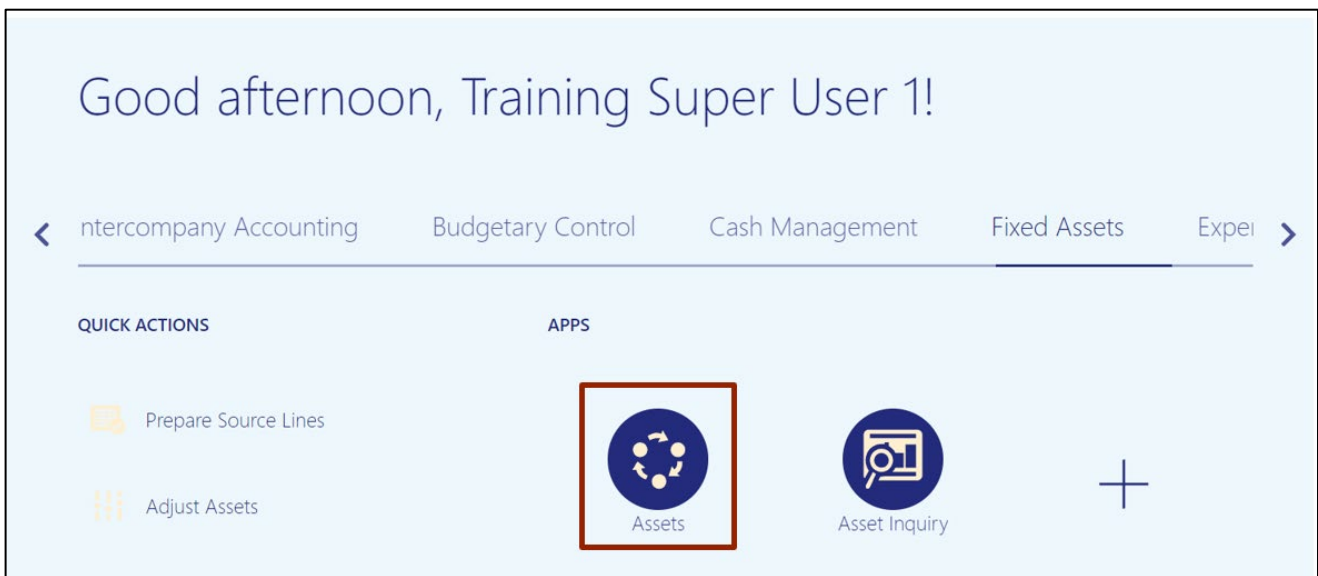 Good afternoon, Training Super User 1!
ntercompany Accounting Budgetary Control Cash Management Fixed Assets Expe
QUICK ACTIONS APPS
Prepare Source Lines
Adjust Assets
Assets Asset Inquiry